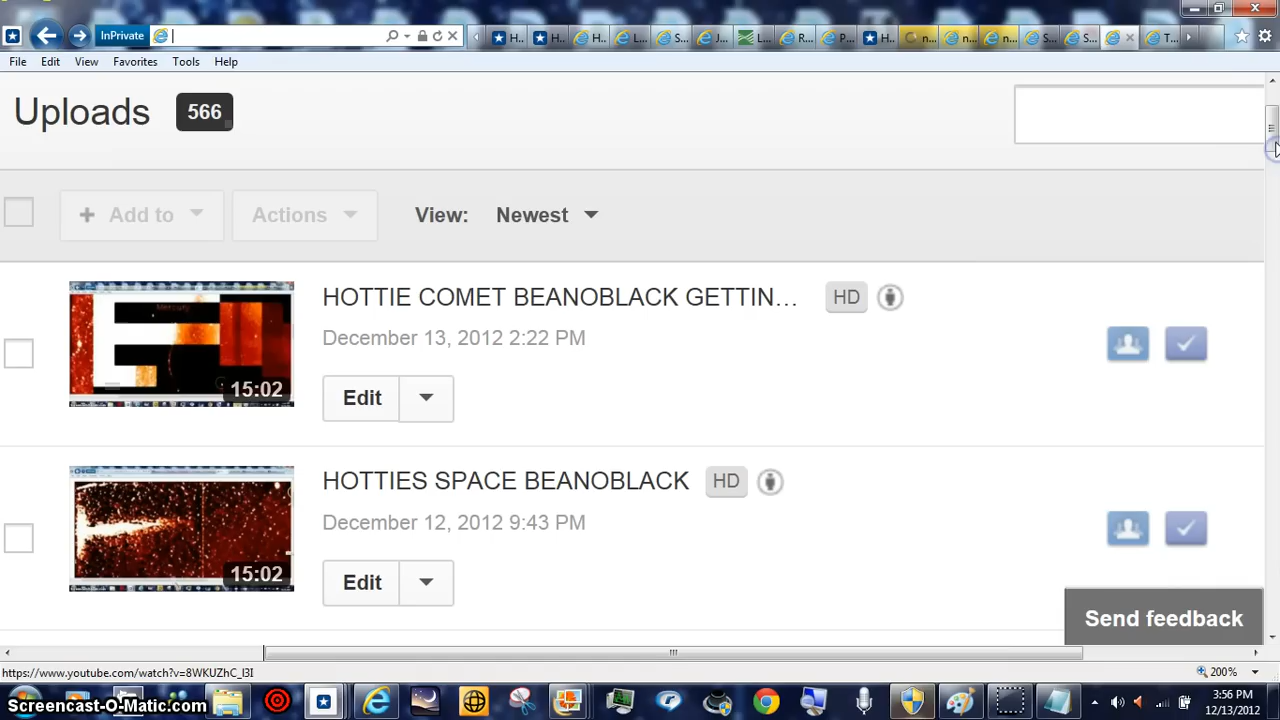 InPrivate
H...
H...
H
L...
S...
J...
L...
R...
P...
H
n...
n...
n...
S...
S...
T...
File Edit View Favorites Tools Help
Uploads 566
+ Add to Actions View: Newest
HOTTIE COMET BEANOBLACK GETTIN... HD
December 13, 2012 2:22 PM
15:02
Edit
HOTTIES SPACE BEANOBLACK HD
December 12, 2012 9:43 PM
15:02
Edit
Send feedback
https://www.youtube.com/watch?v=8WKUZhC_I3I
200%
Screencast-O-Matic.com
3:56 PM
12/13/2012